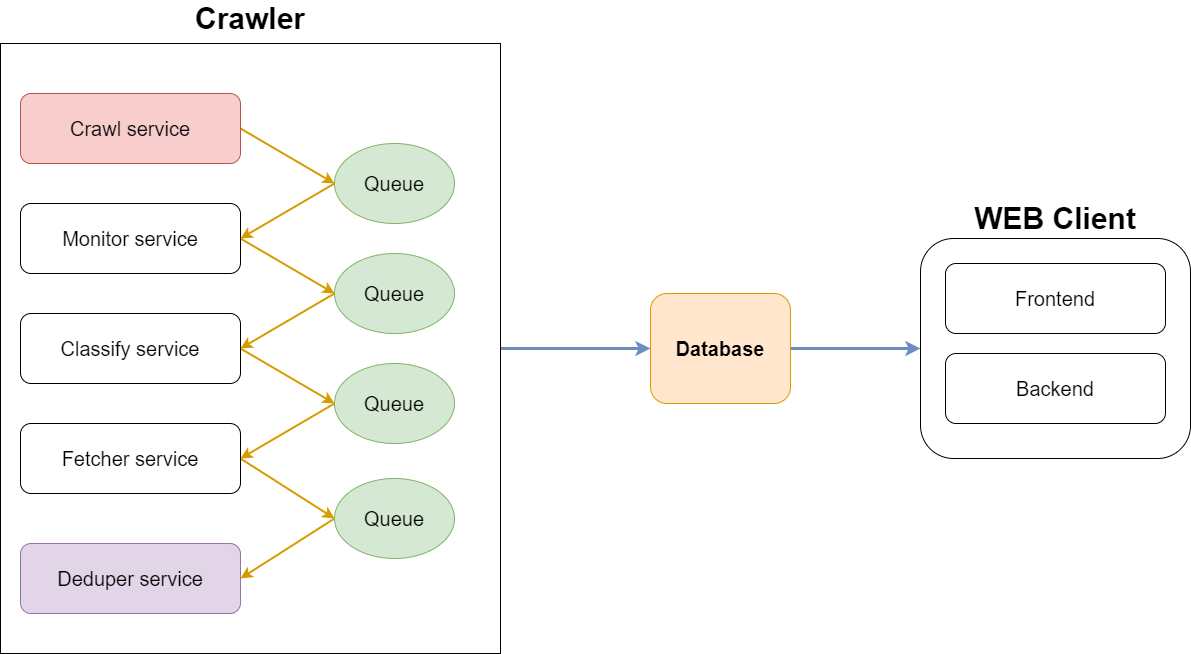 Crawler
Crawl service
Queue
Monitor service
Queue
Classify service
Queue
Fetcher service
Queue
Deduper service
Database
WEB Client
Frontend
Backend